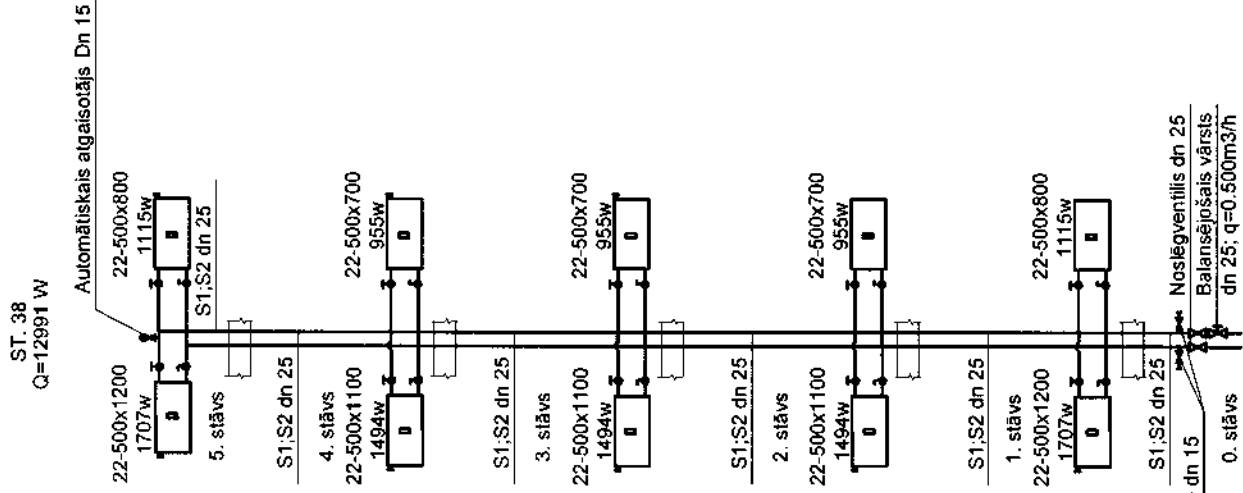 ST. 38
Q=12991 W
Automātiskais atgaisotājs Dn 15
22-500x1200
1707w
22-500x800
1115w
S1;S2 dn 25
5. stāvs
S1;S2 dn 25
4. stāvs
22-500x1100
1494w
22-500x700
955w
S1;S2 dn 25
3. stāvs
22-500x1100
1494w
22-500x700
955w
S1;S2 dn 25
2. stāvs
22-500x1100
1494w
22-500x700
955w
S1;S2 dn 25
1. stāvs
22-500x1200
1707w
22-500x800
1115w
S1;S2 dn 25
Noslēgventilis dn 25
Balansējošais vārsts
dn 25; q=0.500m3/h
dn 15
0. stāvs